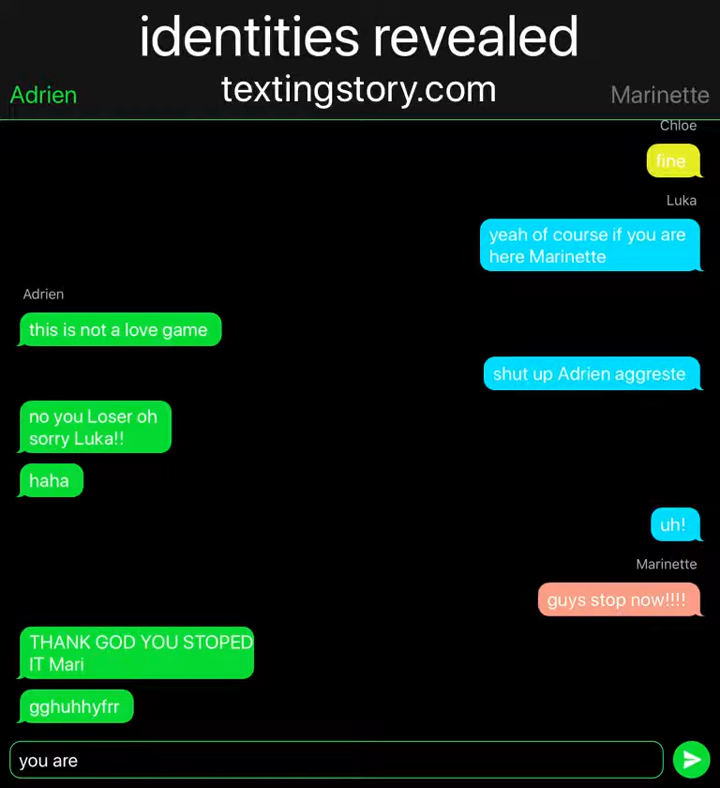 identities revealed
textingstory.com
Adrien
Marinette
Chloe
fine
Luka
yeah of course if you are
here Marinette
Adrien
this is not a love game
shut up Adrien aggreste
no you Loser oh
sorry Luka!!
haha
uh!
Marinette
guys stop now!!!!
THANK GOD YOU STOPED
IT Mari
gghuhhyfrr
you are